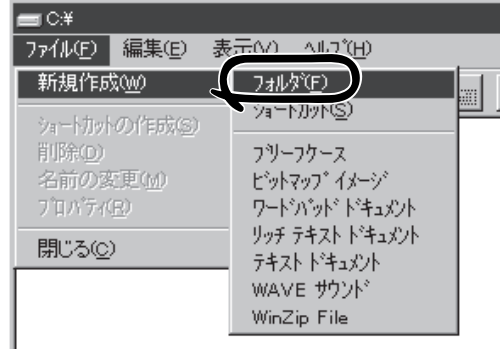 C:¥
ﾌｧｲﾙ(F) 編集(E) 表示(V) ﾍﾙﾌﾟ(H)
新規作成(W)
ｼｮｰﾄｶｯﾄの作成(S)
削除(D)
名前の変更(M)
ﾌﾟﾛﾊﾟﾃｨ(R)
閉じる(C)
ﾌｫﾙﾀﾞ(F)
ｼｮｰﾄｶｯﾄ(S)
ﾌﾞﾘｰﾌｹｰｽ
ﾋﾞｯﾄﾏｯﾌﾟ ｲﾒｰｼﾞ
ﾜｰﾄﾞﾊﾟｯﾄﾞ ﾄﾞｷｭﾒﾝﾄ
ﾘｯﾁ ﾃｷｽﾄ ﾄﾞｷｭﾒﾝﾄ
ﾃｷｽﾄ ﾄﾞｷｭﾒﾝﾄ
WAVE ｻｳﾝﾄﾞ
WinZip File